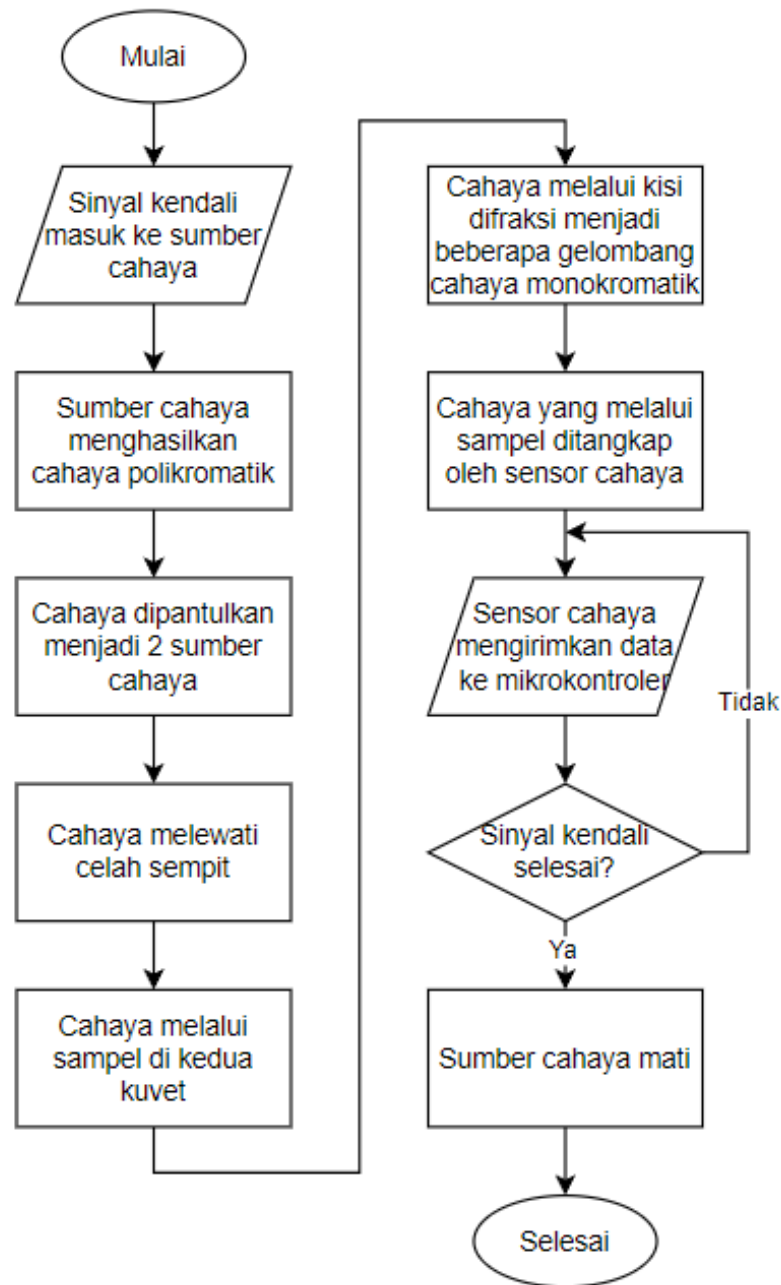 Mulai
Sinyal kendali
masuk ke sumber
cahaya
Sumber cahaya
menghasilkan
cahaya polikromatik
Cahaya dipantulkan
menjadi 2 sumber
cahaya
Cahaya melewati
celah sempit
Cahaya melalui
sampel di kedua
kuvet
Cahaya melalui kisi
difraksi menjadi
beberapa gelombang
cahaya monokromatik
Cahaya yang melalui
sampel ditangkap
oleh sensor cahaya
Sensor cahaya
mengirimkan data
ke mikrokontroler
Tidak
Sinyal kendali
selesai?
Ya
Sumber cahaya mati
Selesai